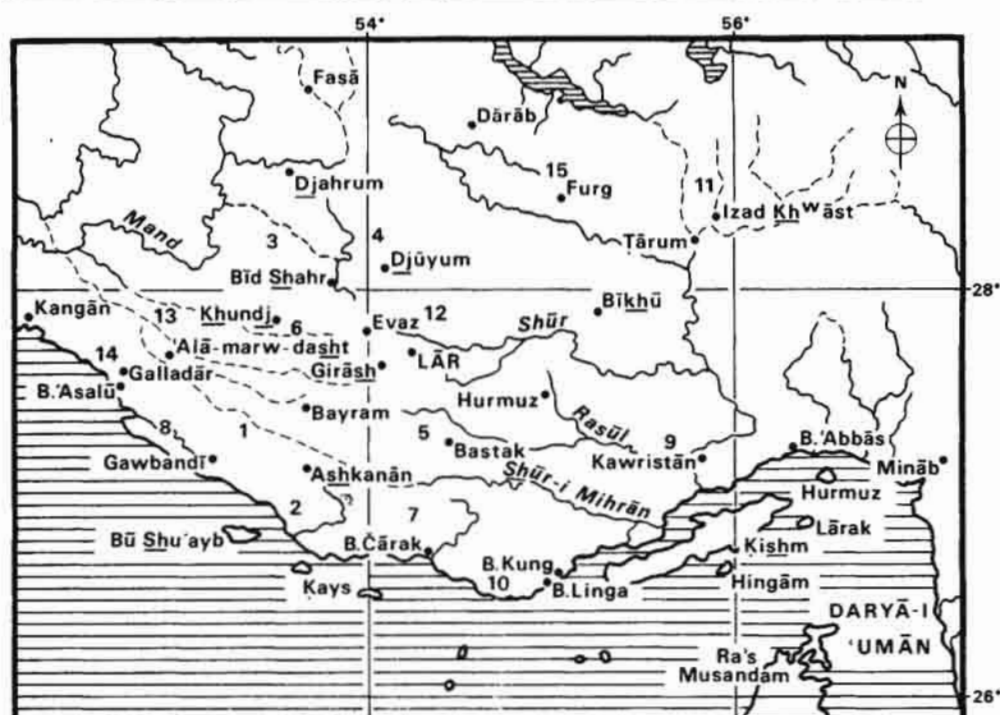 54°
56°
Fasā
N
Dārāb
15
11
Djahrum
Furg
Izad Khʷāst
Mand
3
4
Ṭārum
Djūyum
Bīd Shahr
28°
Bīkhū
Kangān
13
Khundj
6
Evaz
12
Shūr
Alā-marw-dasht
LĀR
14
Galladār
Girāsh
B.ʿAsalū
Bayram
Hurmuz
Rasūl
8
1
5
9
B.ʿAbbās
Gawbandī
Bastak
Kawristān
Mīnāb
Ashkanān
Shūr-i Mihrān
Hurmuz
2
7
Lārak
Bū Shuʿayb
B.Čārak
Kishm
B.Kung
Kays
10
B.Linga
Hingām
DARYĀ-I
ʿUMĀN
Ra's
Musandam
26°